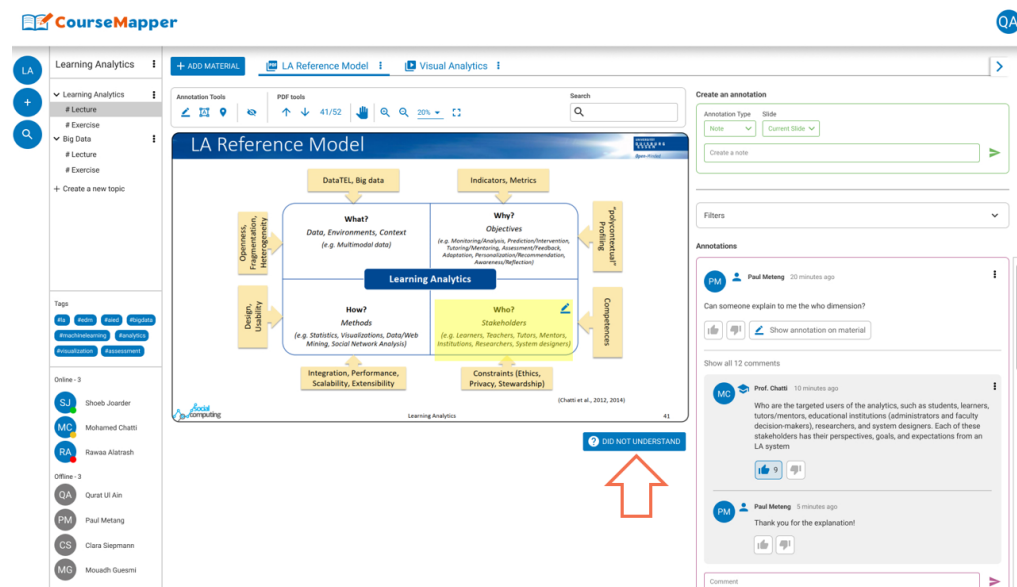 CourseMapper
QA
LA
+
Learning Analytics
Learning Analytics
# Lecture
# Exercise
Big Data
# Lecture
# Exercise
+ Create a new topic
Tags
#la #edm #aied #bigdata
#machinelearning #analytics
#visualization #assessment
Online - 3
SJ Shoeb Joarder
MC Mohamed Chatti
RA Rawaa Alatrash
Offline - 3
QA Qurat Ul Ain
PM Paul Metang
CS Clara Siepmann
MG Mouadh Guesmi
+ ADD MATERIAL
PDF LA Reference Model
Visual Analytics
Annotation Tools
PDF tools
41/52
20%
Search
LA Reference Model
Open-Minded
DataTEL, Big data
Indicators, Metrics
Openness,
Fragmentation,
Heterogeneity
What?
Data, Environments, Context
(e.g. Multimodal data)
Why?
Objectives
(e.g. Monitoring/Analysis, Prediction/Intervention,
Tutoring/Mentoring, Assessment/Feedback,
Adaptation, Personalization/Recommendation,
Awareness/Reflection)
"polycontextual"
Profiling
Learning Analytics
Design,
Usability
How?
Methods
(e.g. Statistics, Visualizations, Data/Web
Mining, Social Network Analysis)
Who?
Stakeholders
(e.g. Learners, Teachers, Tutors, Mentors,
Institutions, Researchers, System designers)
Competences
Integration, Performance,
Scalability, Extensibility
Constraints (Ethics,
Privacy, Stewardship)
(Chatti et al., 2012, 2014)
Social
computing
Learning Analytics
41
? DID NOT UNDERSTAND
Create an annotation
Annotation Type
Note
Slide
Current Slide
Create a note
Filters
Annotations
PM Paul Meteng 20 minutes ago
Can someone explain to me the who dimension?
Show annotation on material
Show all 12 comments
MC Prof. Chatti 10 minutes ago
Who are the targeted users of the analytics, such as students, learners,
tutors/mentors, educational institutions (administrators and faculty
decision-makers), researchers, and system designers. Each of these
stakeholders has their perspectives, goals, and expectations from an
LA system
9
PM Paul Meteng 5 minutes ago
Thank you for the explanation!
Comment